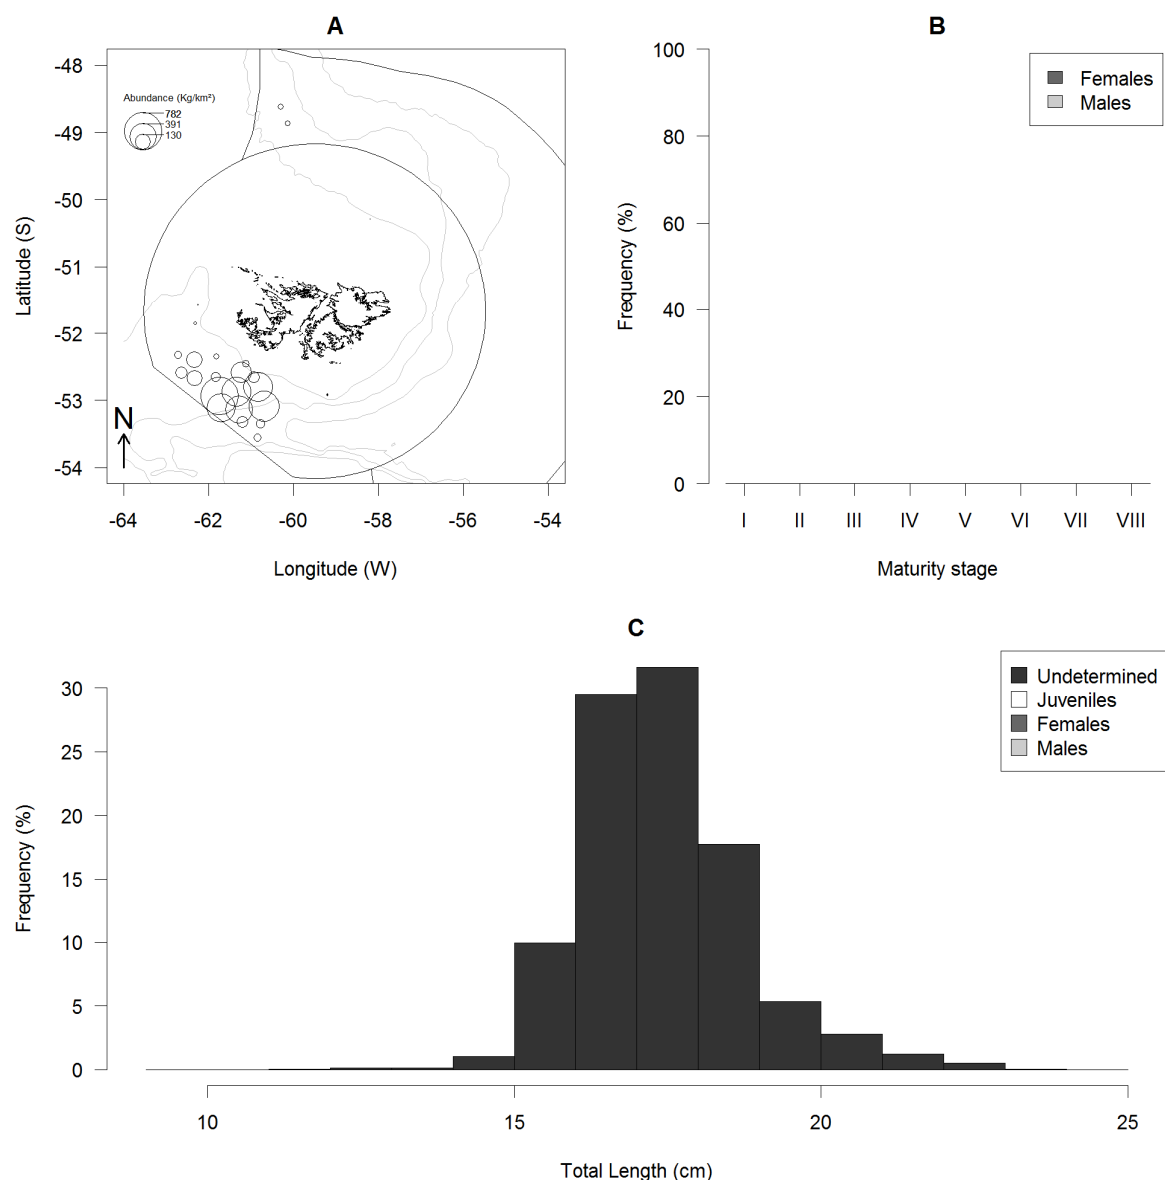 A
Latitude (S)
-48
-49
-50
-51
-52
-53
-54
Abundance (Kg/km²)
782
391
130
N
-64
-62
-60
-58
-56
-54
Longitude (W)
B
Frequency (%)
100
80
60
40
20
0
Females
Males
I
II
III
IV
V
VI
VII
VIII
Maturity stage
C
Frequency (%)
30
25
20
15
10
5
0
Undetermined
Juveniles
Females
Males
10
15
20
25
Total Length (cm)